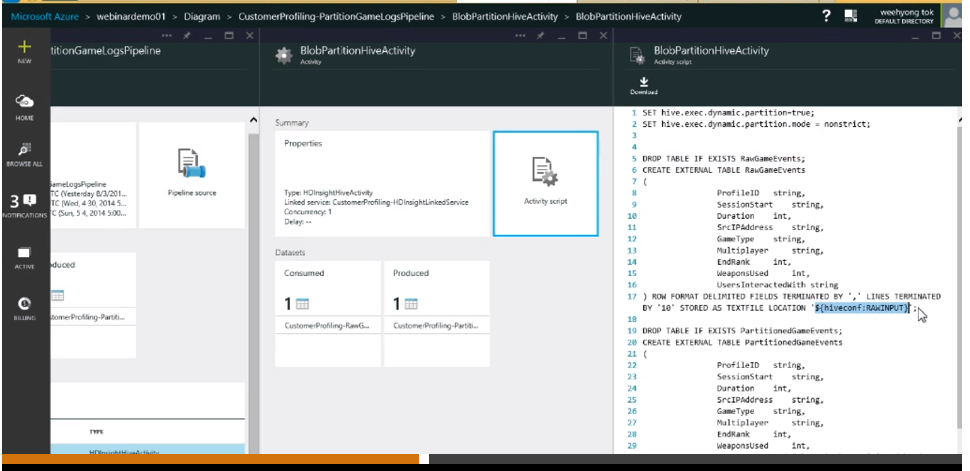 Microsoft Azure > webinardemo01 > Diagram > CustomerProfiling-PartitionGameLogsPipeline > BlobPartitionHiveActivity > BlobPartitionHiveActivity
?
weehyong tok
DEFAULT DIRECTORY
NEW
HOME
BROWSE ALL
3
NOTIFICATIONS
ACTIVE
BILLING
titionGameLogsPipeline
GameLogsPipeline
TC (Yesterday 8/3/201...
TC (Wed, 4 30, 2014 5...
TC (Sun, 5 4, 2014 5:00...
Pipeline source
duced
stomerProfiling-Partiti...
TYPE
HDInsightHiveActivity
BlobPartitionHiveActivity
Activity
Summary
Properties
Type: HDInsightHiveActivity
Linked service: CustomerProfiling-HDInsightLinkedService
Concurrency: 1
Delay: --
Activity script
Datasets
Consumed
1
CustomerProfiling-RawG...
Produced
1
CustomerProfiling-Partiti...
BlobPartitionHiveActivity
Activity script
Download
1 SET hive.exec.dynamic.partition=true;
2 SET hive.exec.dynamic.partition.mode = nonstrict;
3
4
5 DROP TABLE IF EXISTS RawGameEvents;
6 CREATE EXTERNAL TABLE RawGameEvents
7 (
8 ProfileID string,
9 SessionStart string,
10 Duration int,
11 SrcIPAddress string,
12 GameType string,
13 Multiplayer string,
14 EndRank int,
15 WeaponsUsed int,
16 UsersInteractedWith string
17 ) ROW FORMAT DELIMITED FIELDS TERMINATED BY ',' LINES TERMINATED
BY '10' STORED AS TEXTFILE LOCATION '${hiveconf:RAWINPUT}';
18
19 DROP TABLE IF EXISTS PartitionedGameEvents;
20 CREATE EXTERNAL TABLE PartitionedGameEvents
21 (
22 ProfileID string,
23 SessionStart string,
24 Duration int,
25 SrcIPAddress string,
26 GameType string,
27 Multiplayer string,
28 EndRank int,
29 WeaponsUsed int,